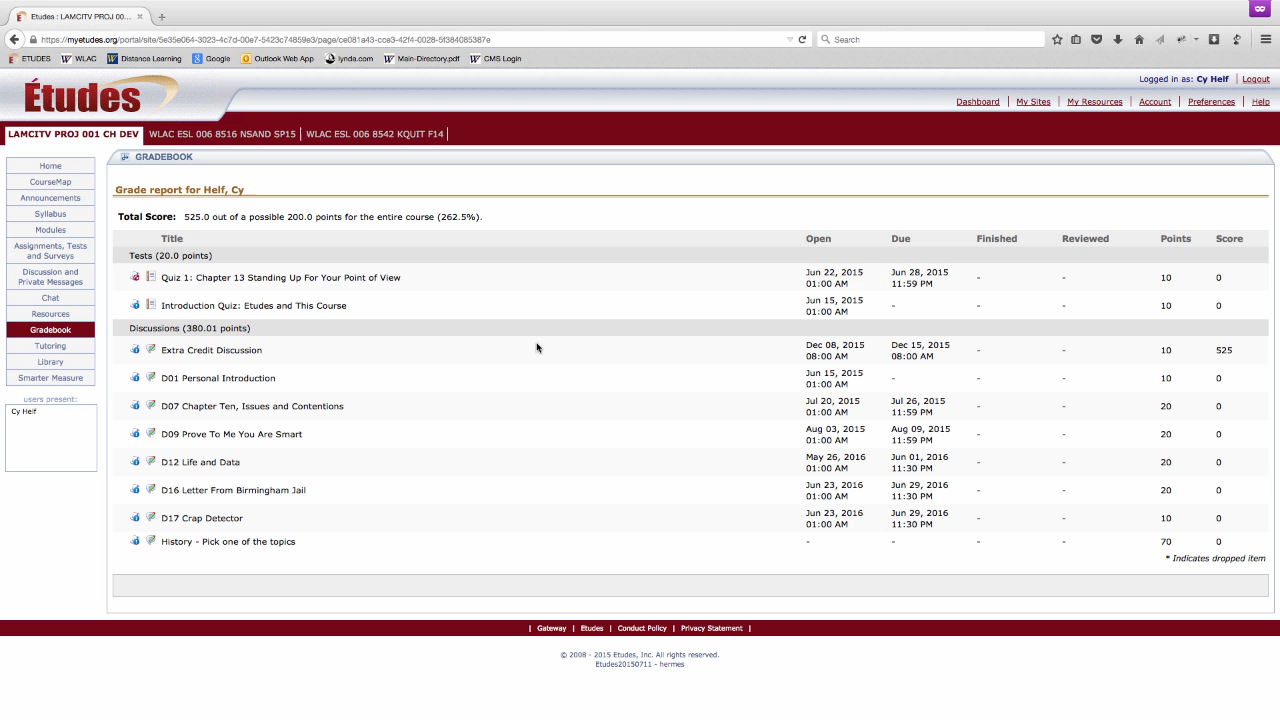 Etudes : LAMCITV PROJ 00...
https://myetudes.org/portal/site/5e35e064-3023-4c7d-00e7-5423c74859e3/page/ce081a43-cce3-42f4-0028-5f384085387e
Search
ETUDES WLAC Distance Learning Google Outlook Web App lynda.com Main-Directory.pdf CMS Login
Études
Logged in as: Cy Helf | Logout
Dashboard | My Sites | My Resources | Account | Preferences | Help
LAMCITV PROJ 001 CH DEV WLAC ESL 006 8516 NSAND SP15 | WLAC ESL 006 8542 KQUIT F14 |
Home
CourseMap
Announcements
Syllabus
Modules
Assignments, Tests
and Surveys
Discussion and
Private Messages
Chat
Resources
Gradebook
Tutoring
Library
Smarter Measure
users present:
Cy Helf
GRADEBOOK
Grade report for Helf, Cy
Total Score: 525.0 out of a possible 200.0 points for the entire course (262.5%).
Title Open Due Finished Reviewed Points Score
Tests (20.0 points)
Quiz 1: Chapter 13 Standing Up For Your Point of View Jun 22, 2015 01:00 AM Jun 28, 2015 11:59 PM - - 10 0
Introduction Quiz: Etudes and This Course Jun 15, 2015 01:00 AM - - - 10 0
Discussions (380.01 points)
Extra Credit Discussion Dec 08, 2015 08:00 AM Dec 15, 2015 08:00 AM - - 10 525
D01 Personal Introduction Jun 15, 2015 01:00 AM - - - 10 0
D07 Chapter Ten, Issues and Contentions Jul 20, 2015 01:00 AM Jul 26, 2015 11:59 PM - - 20 0
D09 Prove To Me You Are Smart Aug 03, 2015 01:00 AM Aug 09, 2015 11:59 PM - - 20 0
D12 Life and Data May 26, 2016 01:00 AM Jun 01, 2016 11:30 PM - - 20 0
D16 Letter From Birmingham Jail Jun 23, 2016 01:00 AM Jun 29, 2016 11:30 PM - - 20 0
D17 Crap Detector Jun 23, 2016 01:00 AM Jun 29, 2016 11:30 PM - - 10 0
History - Pick one of the topics - - - - 70 0
* Indicates dropped item
| Gateway | Etudes | Conduct Policy | Privacy Statement |
© 2008 - 2015 Etudes, Inc. All rights reserved.
Etudes20150711 - hermes